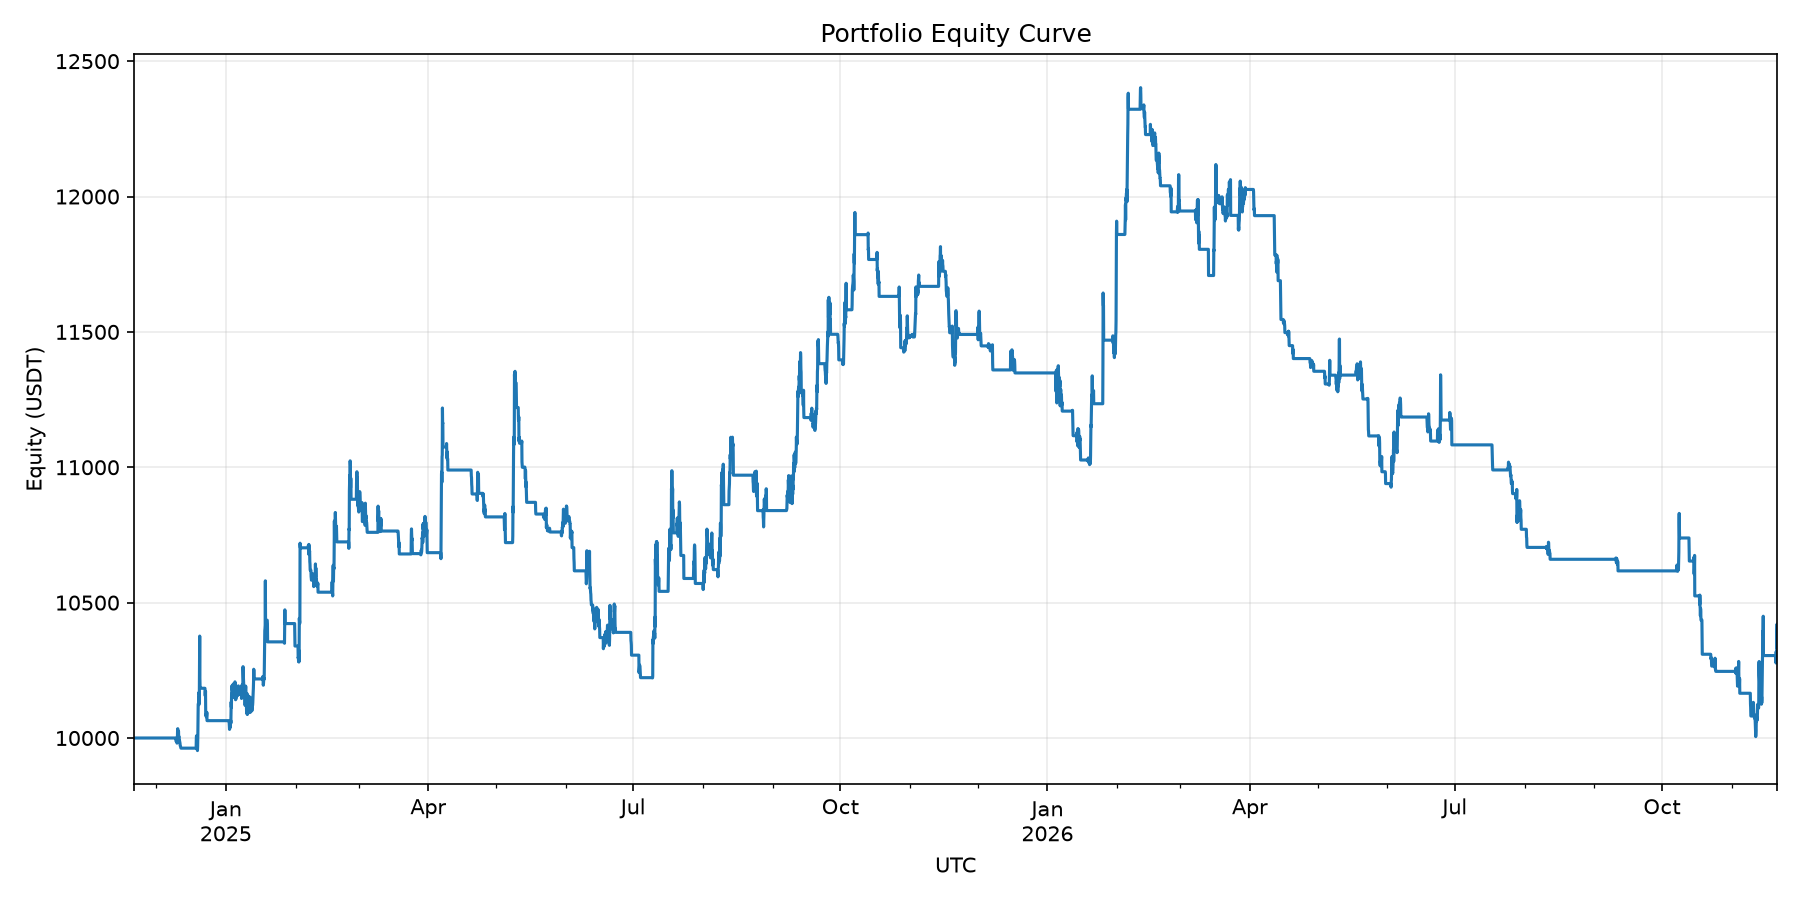 Portfolio Equity Curve
12500
12000
11500
11000
10500
10000
Equity (USDT)
Jan
2025
Apr
Jul
Oct
Jan
2026
Apr
Jul
Oct
UTC